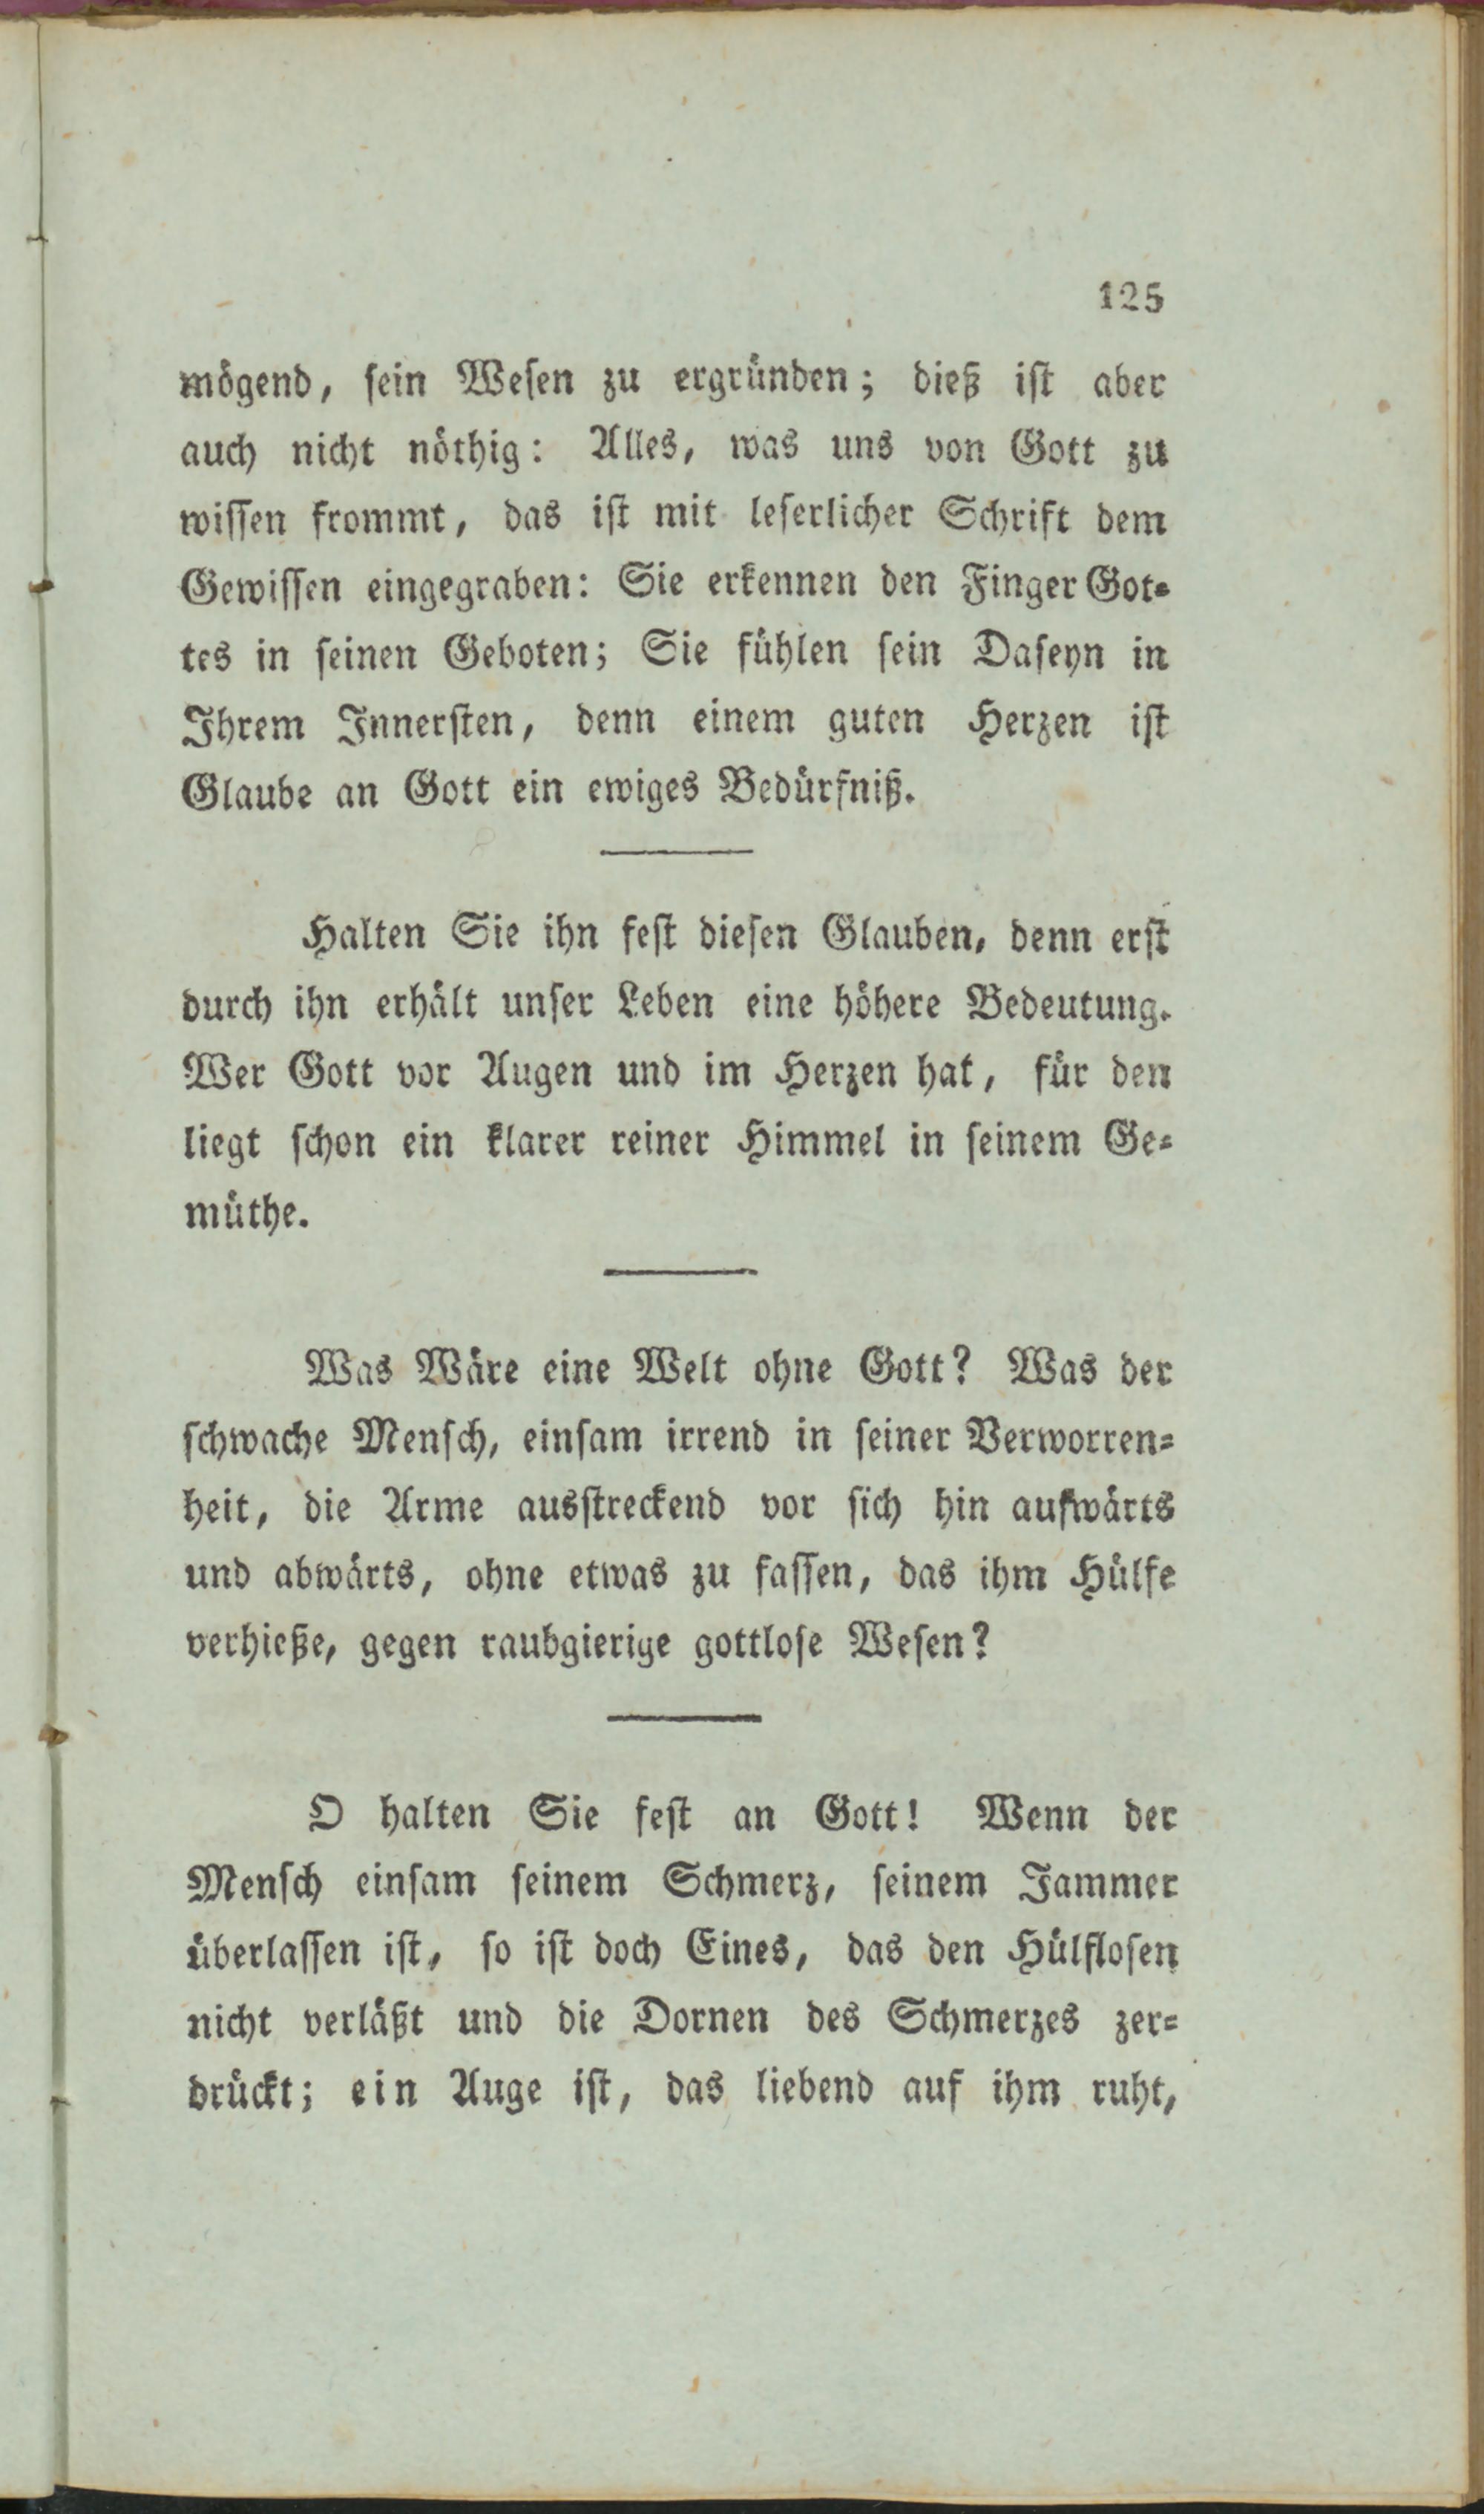 125
mögend, ſein Weſen zu ergründen; dieß iſt aber
auch nicht nöthig: Alles, was uns von Gott zu
wiſſen frommt, das iſt mit leſerlicher Schrift dem
Gewiſſen eingegraben: Sie erkennen den Finger Got⸗
tes in ſeinen Geboten; Sie fühlen ſein Daſeyn in
Ihrem Innerſten, denn einem guten Herzen iſt
Glaube an Gott ein ewiges Bedürfniß.
Halten Sie ihn feſt dieſen Glauben, denn erſt
durch ihn erhält unſer Leben eine höhere Bedeutung.
Wer Gott vor Augen und im Herzen hat, für den
liegt ſchon ein klarer reiner Himmel in ſeinem Ge⸗
müthe.
Was Wäre eine Welt ohne Gott? Was der
ſchwache Menſch, einſam irrend in ſeiner Verworren⸗
heit, die Arme ausſtreckend vor ſich hin aufwärts
und abwärts, ohne etwas zu faſſen, das ihm Hülfe
verhieße, gegen raubgierige gottloſe Weſen?
O halten Sie feſt an Gott! Wenn der
Menſch einſam ſeinem Schmerz, ſeinem Jammer
überlaſſen iſt, ſo iſt doch Eines, das den Hülfloſen
nicht verläßt und die Dornen des Schmerzes zer⸗
drückt; ein Auge iſt, das liebend auf ihm ruht,